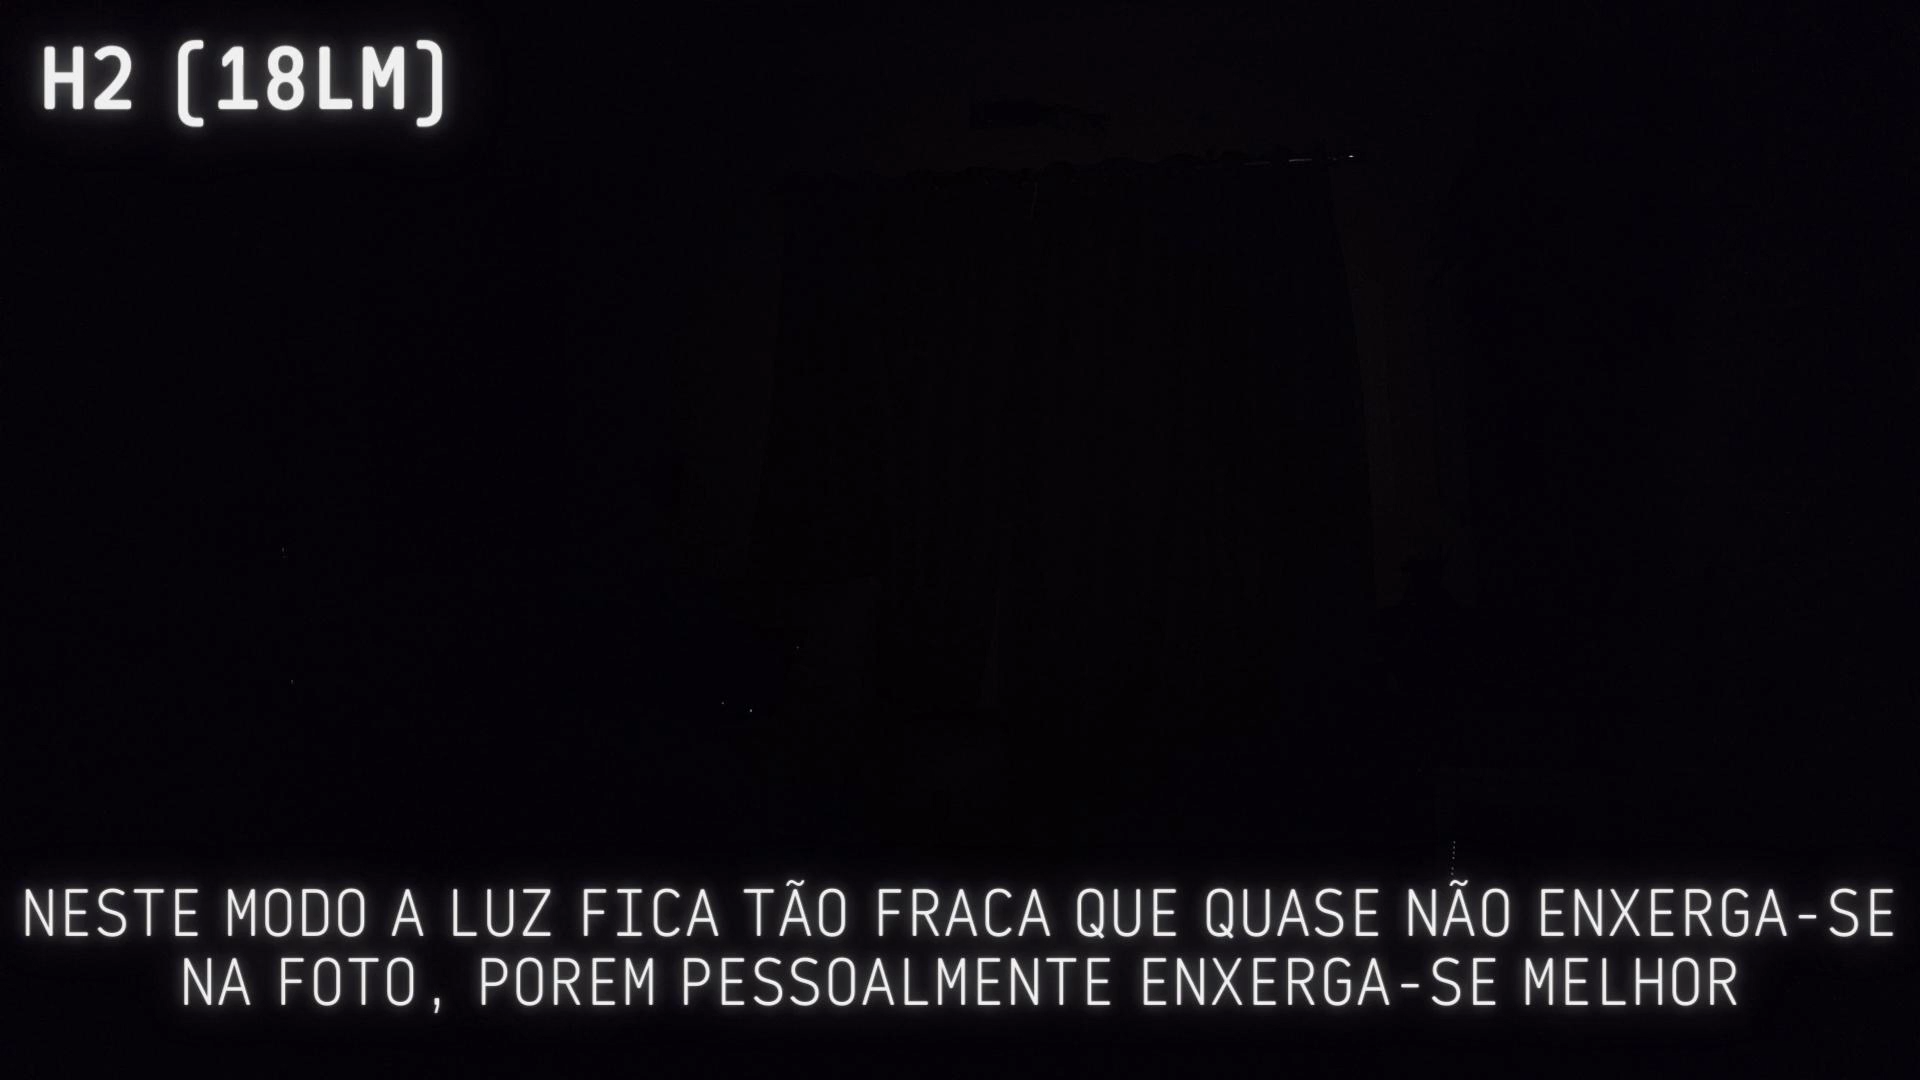 H2 (18LM)
NESTE MODO A LUZ FICA TÃO FRACA QUE QUASE NÃO ENXERGA-SE
NA FOTO, POREM PESSOALMENTE ENXERGA-SE MELHOR